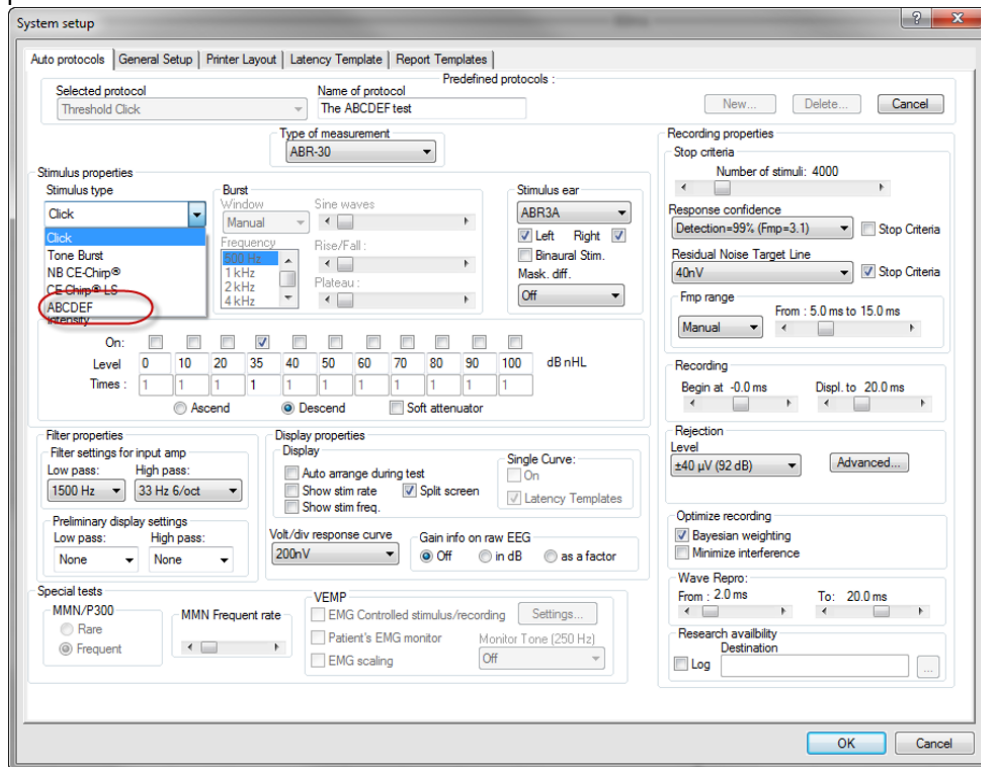 System setup
Auto protocols General Setup Printer Layout Latency Template Report Templates
Predefined protocols :
Selected protocol Name of protocol
Threshold Click The ABCDEF test New... Delete... Cancel
Type of measurement
ABR-30
Stimulus properties
Stimulus type
Click
Click
Tone Burst
NB CE-Chirp®
CE-Chirp® LS
ABCDEF
Burst
Window Sine waves
Manual
Frequency Rise/Fall :
500 Hz
1 kHz
2 kHz Plateau :
4 kHz
Stimulus ear
ABR3A
Left Right
Binaural Stim.
Mask. diff.
Off
Intensity
On:
Level 0 10 20 35 40 50 60 70 80 90 100 dB nHL
Times : 1 1 1 1 1 1 1 1 1 1 1
Ascend Descend Soft attenuator
Filter properties
Filter settings for input amp
Low pass: High pass:
1500 Hz 33 Hz 6/oct
Preliminary display settings
Low pass: High pass:
None None
Display properties
Display
Auto arrange during test
Show stim rate Split screen
Show stim freq.
Single Curve:
On
Latency Templates
Volt/div response curve
200nV
Gain info on raw EEG
Off in dB as a factor
Special tests
MMN/P300
Rare
Frequent
MMN Frequent rate
VEMP
EMG Controlled stimulus/recording Settings...
Patient's EMG monitor Monitor Tone (250 Hz)
EMG scaling Off
Recording properties
Stop criteria
Number of stimuli: 4000
Response confidence
Detection=99% (Fmp=3.1) Stop Criteria
Residual Noise Target Line
40nV Stop Criteria
Fmp range
From : 5.0 ms to 15.0 ms
Manual
Recording
Begin at -0.0 ms Displ. to 20.0 ms
Rejection
Level
±40 µV (92 dB) Advanced...
Optimize recording
Bayesian weighting
Minimize interference
Wave Repro:
From : 2.0 ms To: 20.0 ms
Research availbility
Destination
Log ...
OK Cancel